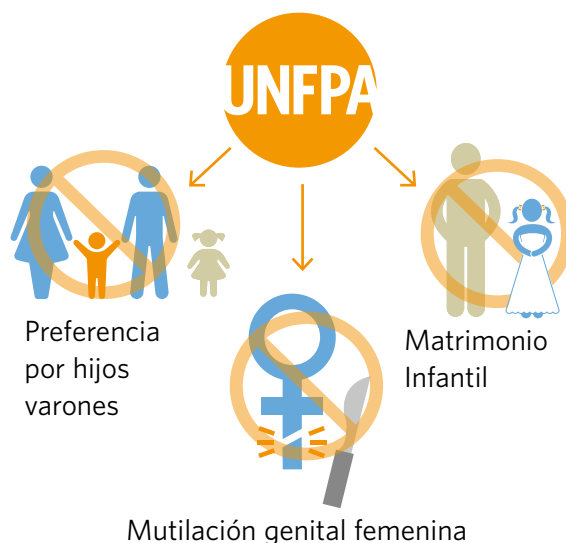 UNFPA
Preferencia
por hijos
varones
Matrimonio
Infantil
Mutilación genital femenina